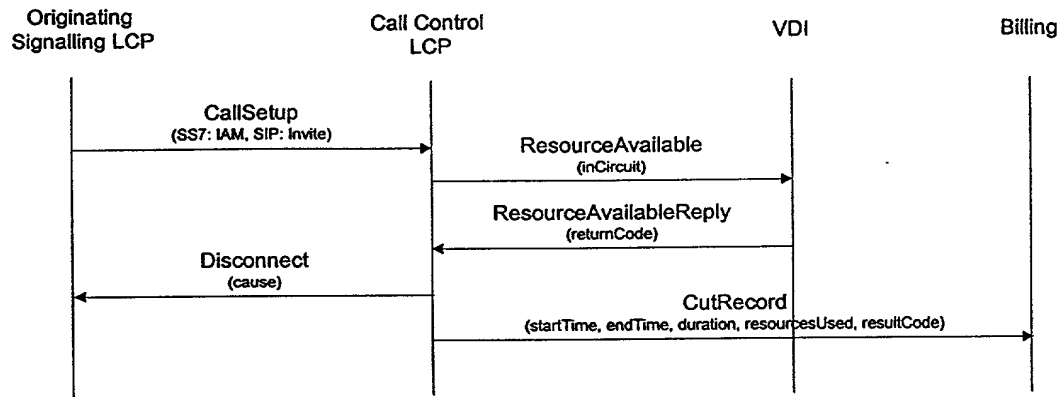 Originating
Signalling LCP
Call Control
LCP
VDI
Billing
CallSetup
(SS7: IAM, SIP: Invite)
ResourceAvailable
(inCircuit)
ResourceAvailableReply
(returnCode)
Disconnect
(cause)
CutRecord
(startTime, endTime, duration, resourcesUsed, resultCode)